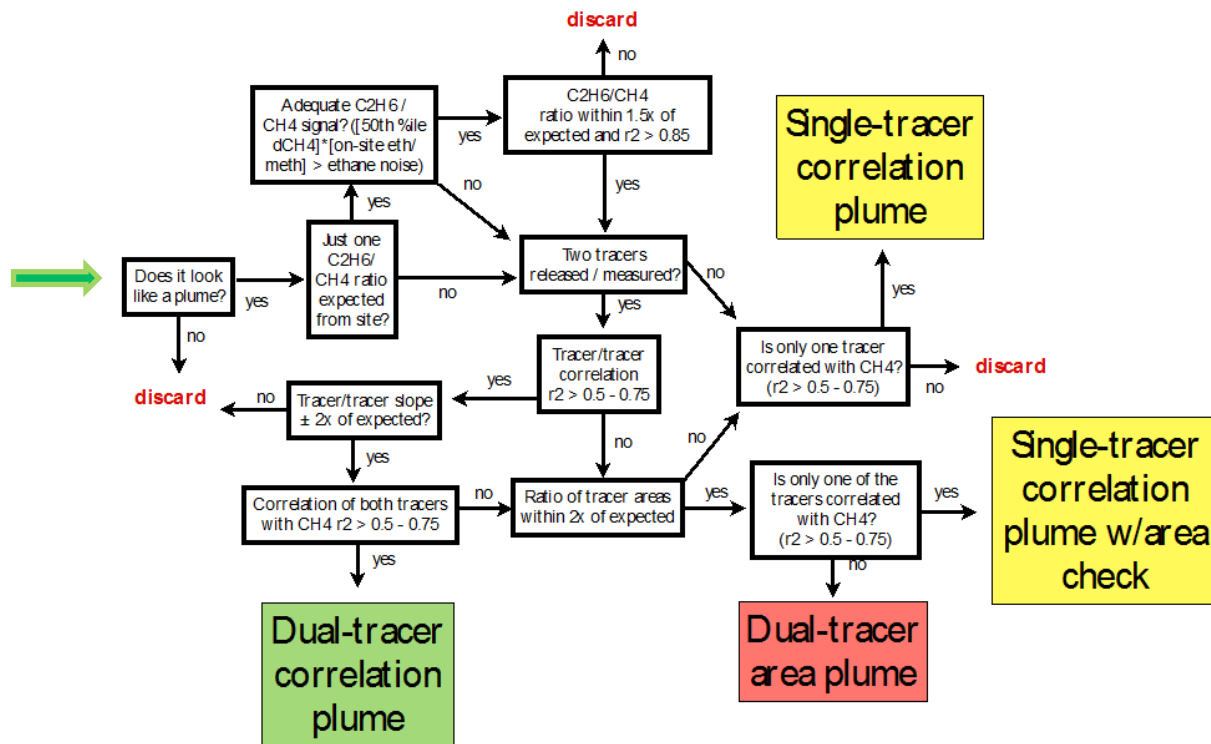 discard
no
Adequate C2H6 /
CH4 signal? ([50th %ile
dCH4]*[on-site eth/
meth] > ethane noise)
yes
C2H6/CH4
ratio within 1.5x of
expected and r2 > 0.85
Single-tracer
correlation
plume
no
yes
yes
Just one
C2H6/
CH4 ratio
expected
from site?
Does it look
like a plume?
yes
no
Two tracers
released / measured?
no
yes
yes
no
discard
Tracer/tracer
correlation
r2 > 0.5 - 0.75
Is only one tracer
correlated with CH4?
(r2 > 0.5 - 0.75)
no
discard
yes
no
Tracer/tracer slope
± 2x of expected?
no
no
yes
Single-tracer
correlation
plume w/area
check
Correlation of both tracers
with CH4 r2 > 0.5 - 0.75
no
Ratio of tracer areas
within 2x of expected
yes
Is only one of the
tracers correlated
with CH4?
(r2 > 0.5 - 0.75)
yes
yes
no
Dual-tracer
correlation
plume
Dual-tracer
area plume